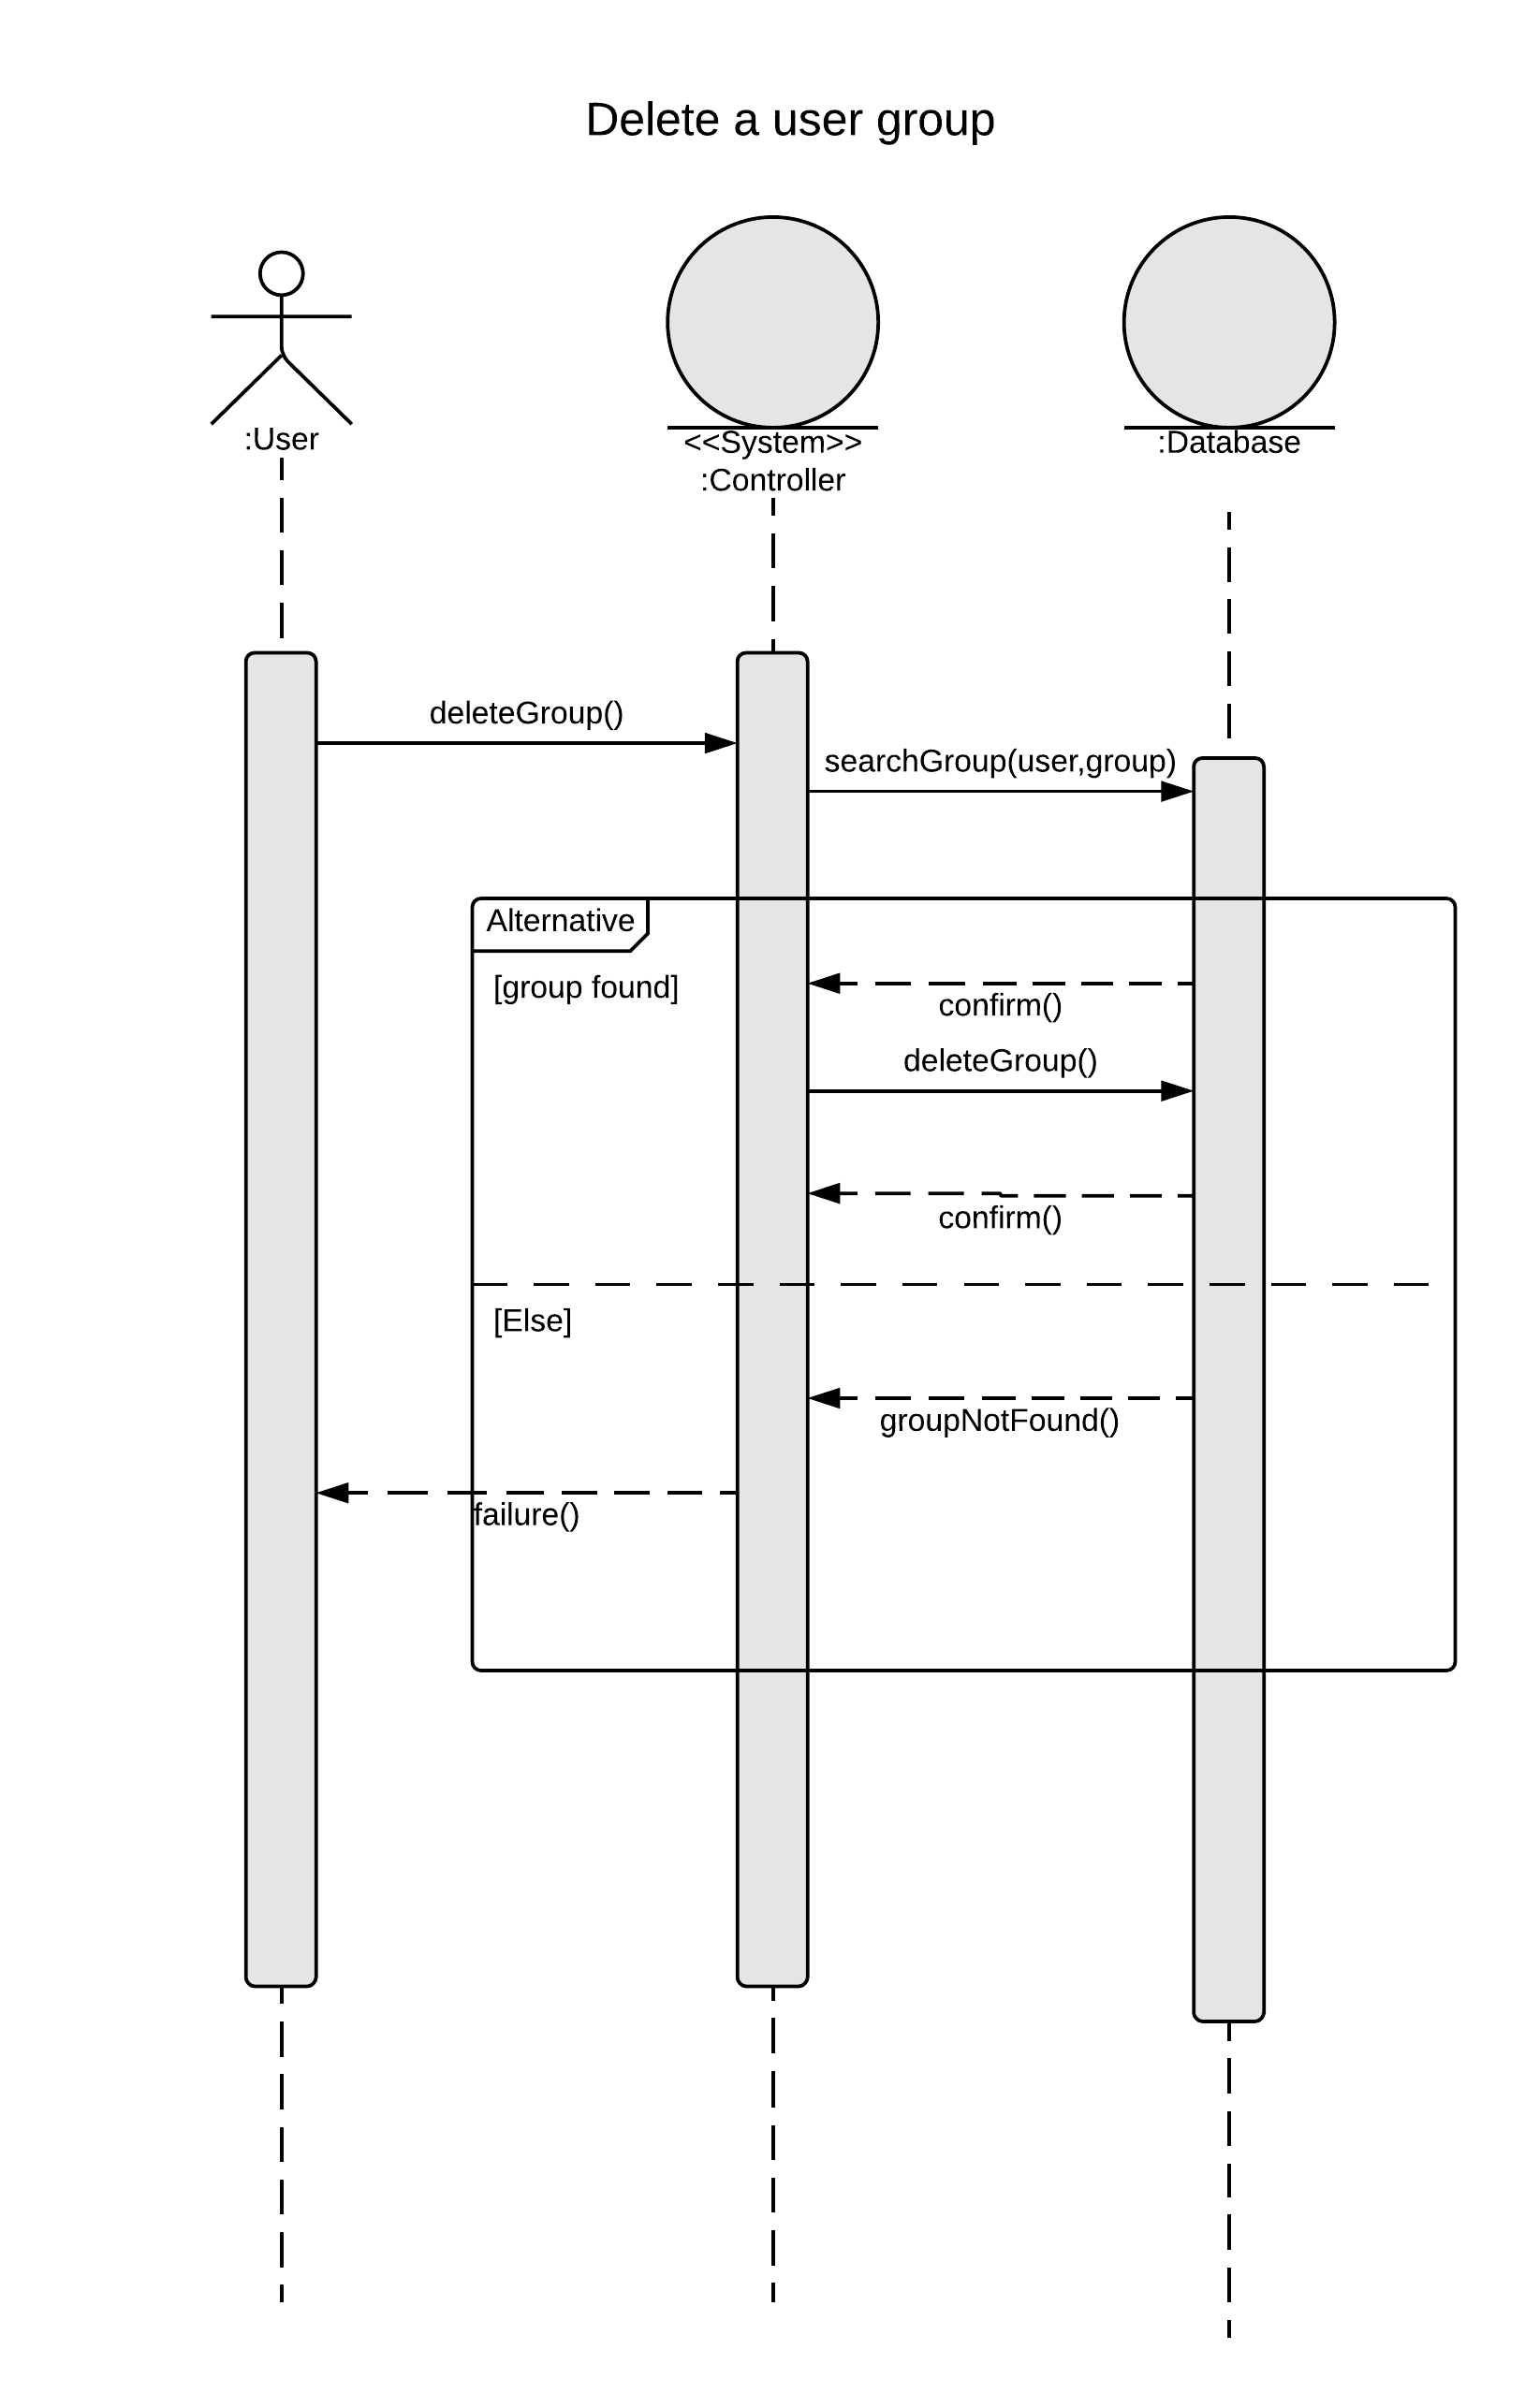 Delete a user group
:User
<<System>>
:Controller
:Database
deleteGroup()
searchGroup(user,group)
Alternative
[group found]
confirm()
deleteGroup()
confirm()
[Else]
groupNotFound()
failure()